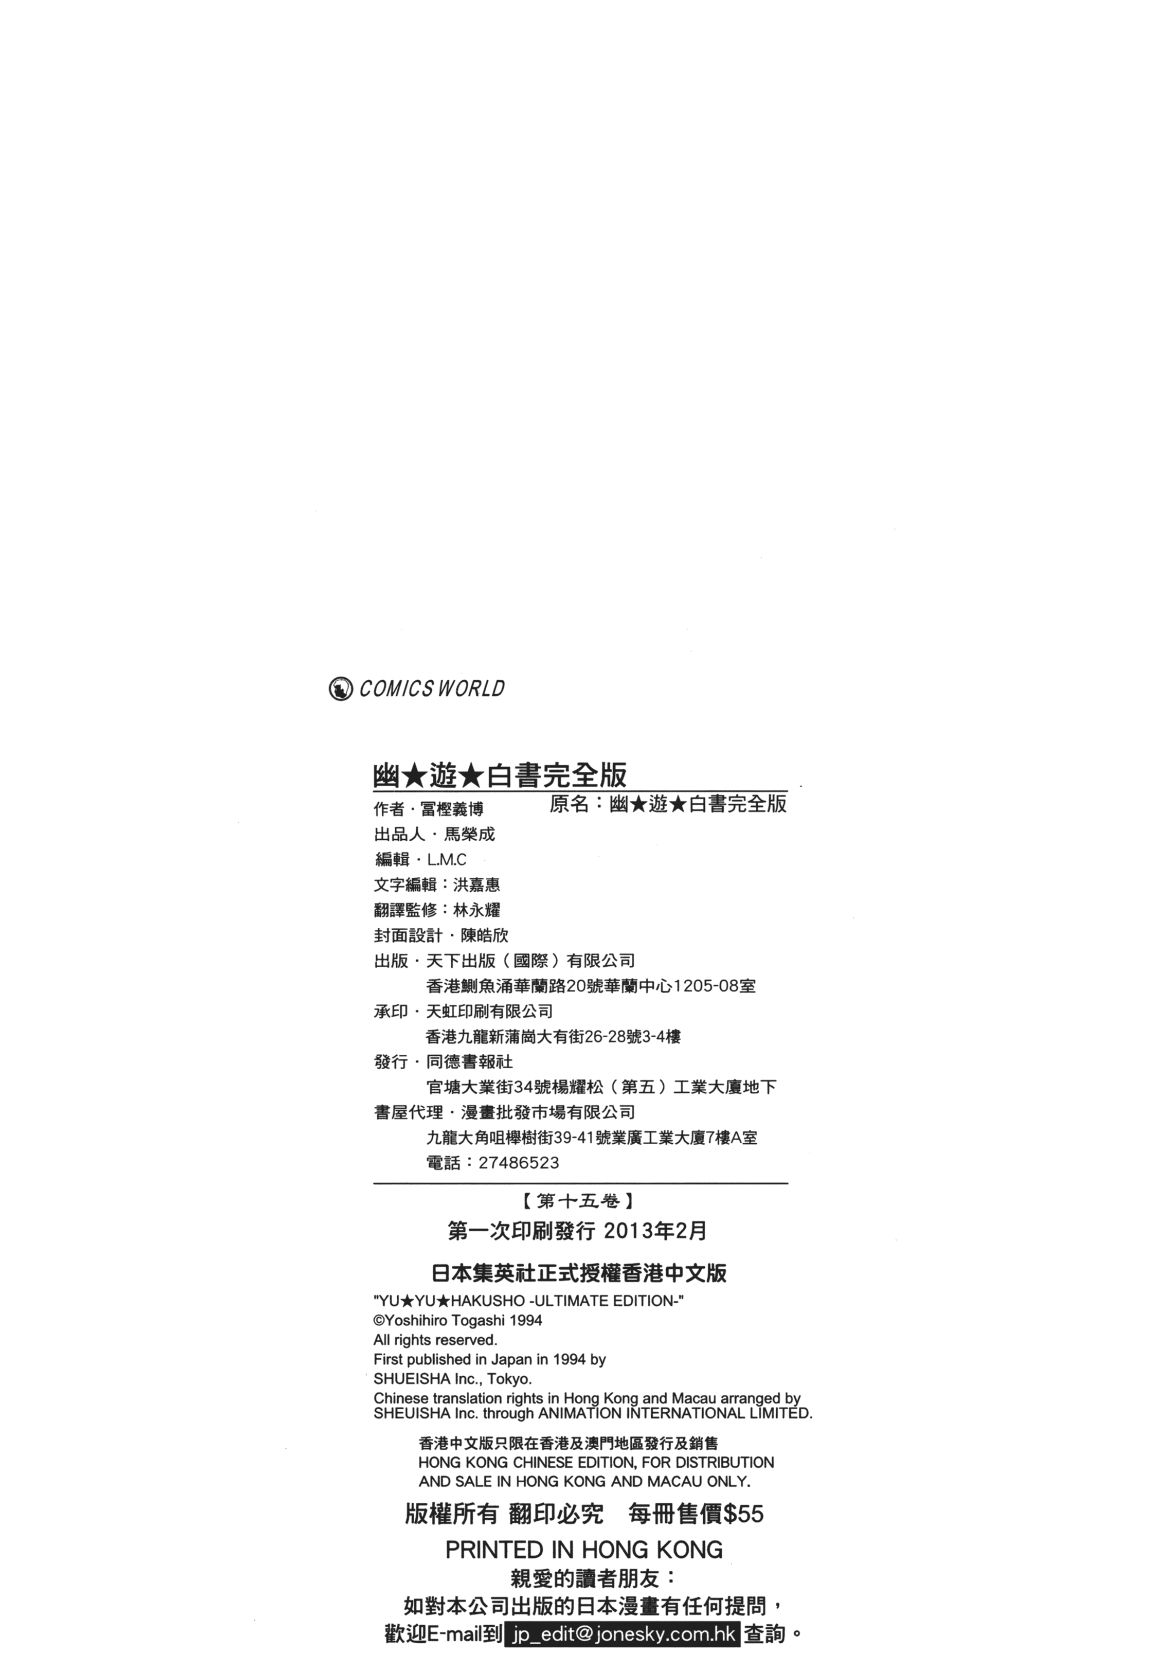 COMICS WORLD
幽★遊★白書完全版
原名：幽★遊★白書完全版
作者・冨樫義博
出品人・馬榮成
編輯・L.M.C
文字編輯：洪嘉惠
翻譯監修：林永耀
封面設計・陳皓欣
出版・天下出版（國際）有限公司
香港鰂魚涌華蘭路20號華蘭中心1205-08室
承印・天虹印刷有限公司
香港九龍新蒲崗大有街26-28號3-4樓
發行・同德書報社
官塘大業街34號楊耀松（第五）工業大廈地下
書屋代理・漫畫批發市場有限公司
九龍大角咀櫸樹街39-41號業廣工業大廈7樓A室
電話：27486523
【第十五卷】
第一次印刷發行 2013年2月
日本集英社正式授權香港中文版
"YU★YU★HAKUSHO -ULTIMATE EDITION-"
©Yoshihiro Togashi 1994
All rights reserved.
First published in Japan in 1994 by
SHUEISHA Inc., Tokyo.
Chinese translation rights in Hong Kong and Macau arranged by
SHEUISHA Inc. through ANIMATION INTERNATIONAL LIMITED.
香港中文版只限在香港及澳門地區發行及銷售
HONG KONG CHINESE EDITION, FOR DISTRIBUTION
AND SALE IN HONG KONG AND MACAU ONLY.
版權所有 翻印必究　每冊售價$55
PRINTED IN HONG KONG
親愛的讀者朋友：
如對本公司出版的日本漫畫有任何提問，
歡迎E-mail到 jp_edit@jonesky.com.hk 查詢。